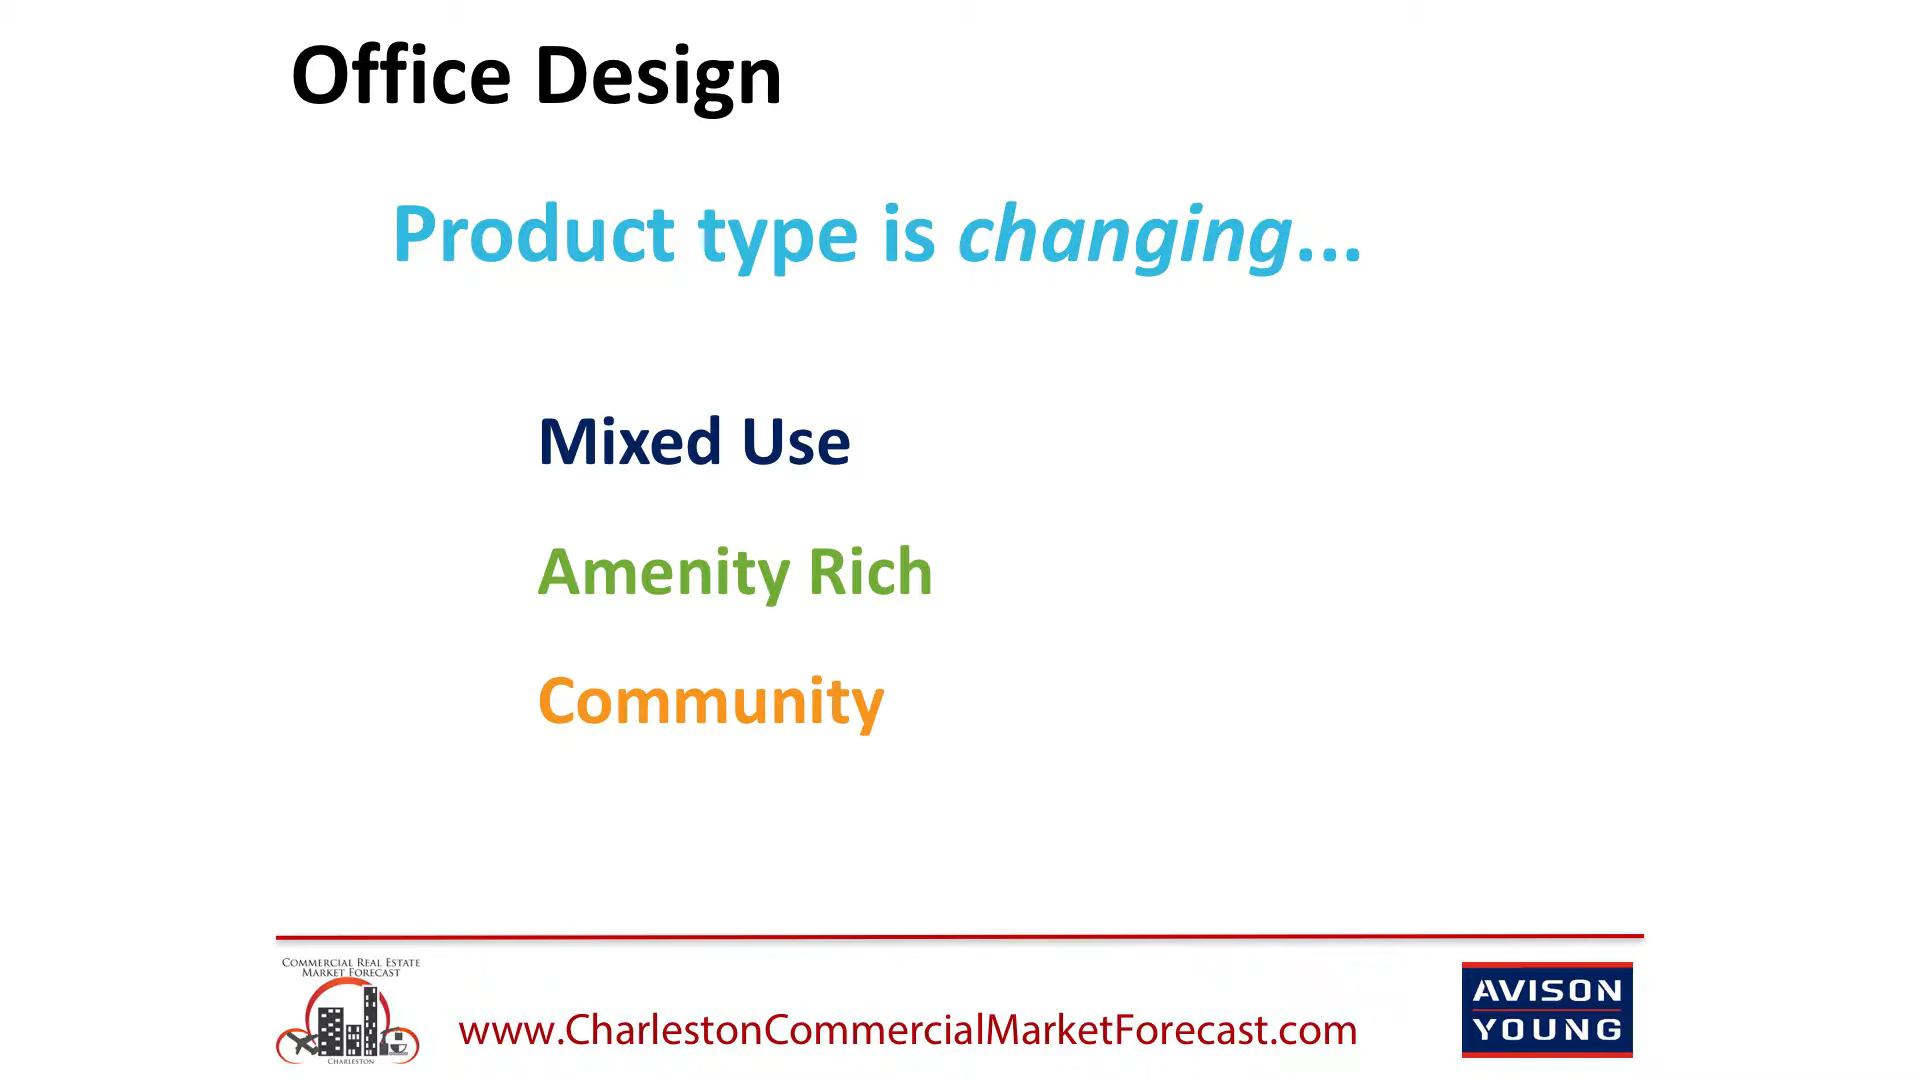 Office Design
Product type is changing...
Mixed Use
Amenity Rich
Community
COMMERCIAL REAL ESTATE
MARKET FORECAST
CHARLESTON
www.CharlestonCommercialMarketForecast.com
AVISON
YOUNG